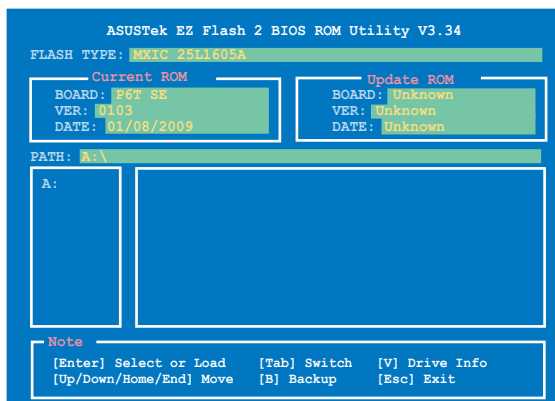 ASUSTek EZ Flash 2 BIOS ROM Utility V3.34
FLASH TYPE: MXIC 25L1605A
Current ROM
BOARD: P6T SE
VER: 0103
DATE: 01/08/2009
Update ROM
BOARD: Unknown
VER: Unknown
DATE: Unknown
PATH: A:\
A:
Note
[Enter] Select or Load [Tab] Switch [V] Drive Info
[Up/Down/Home/End] Move [B] Backup [Esc] Exit